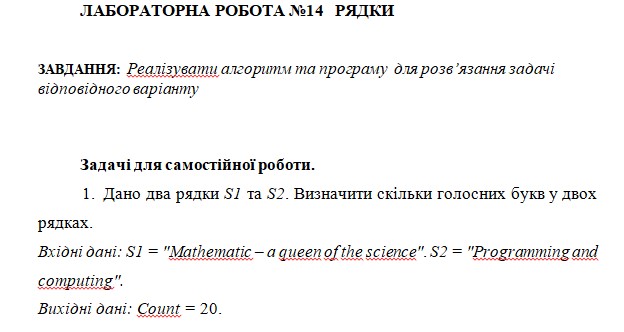 ЛАБОРАТОРНА РОБОТА №14 РЯДКИ
ЗАВДАННЯ: Реалізувати алгоритм та програму для розв’язання задачі
відповідного варіанту
Задачі для самостійної роботи.
1. Дано два рядки S1 та S2. Визначити скільки голосних букв у двох
рядках.
Вхідні дані: S1 = "Mathematic – a queen of the science". S2 = "Programming and
computing".
Вихідні дані: Count = 20.